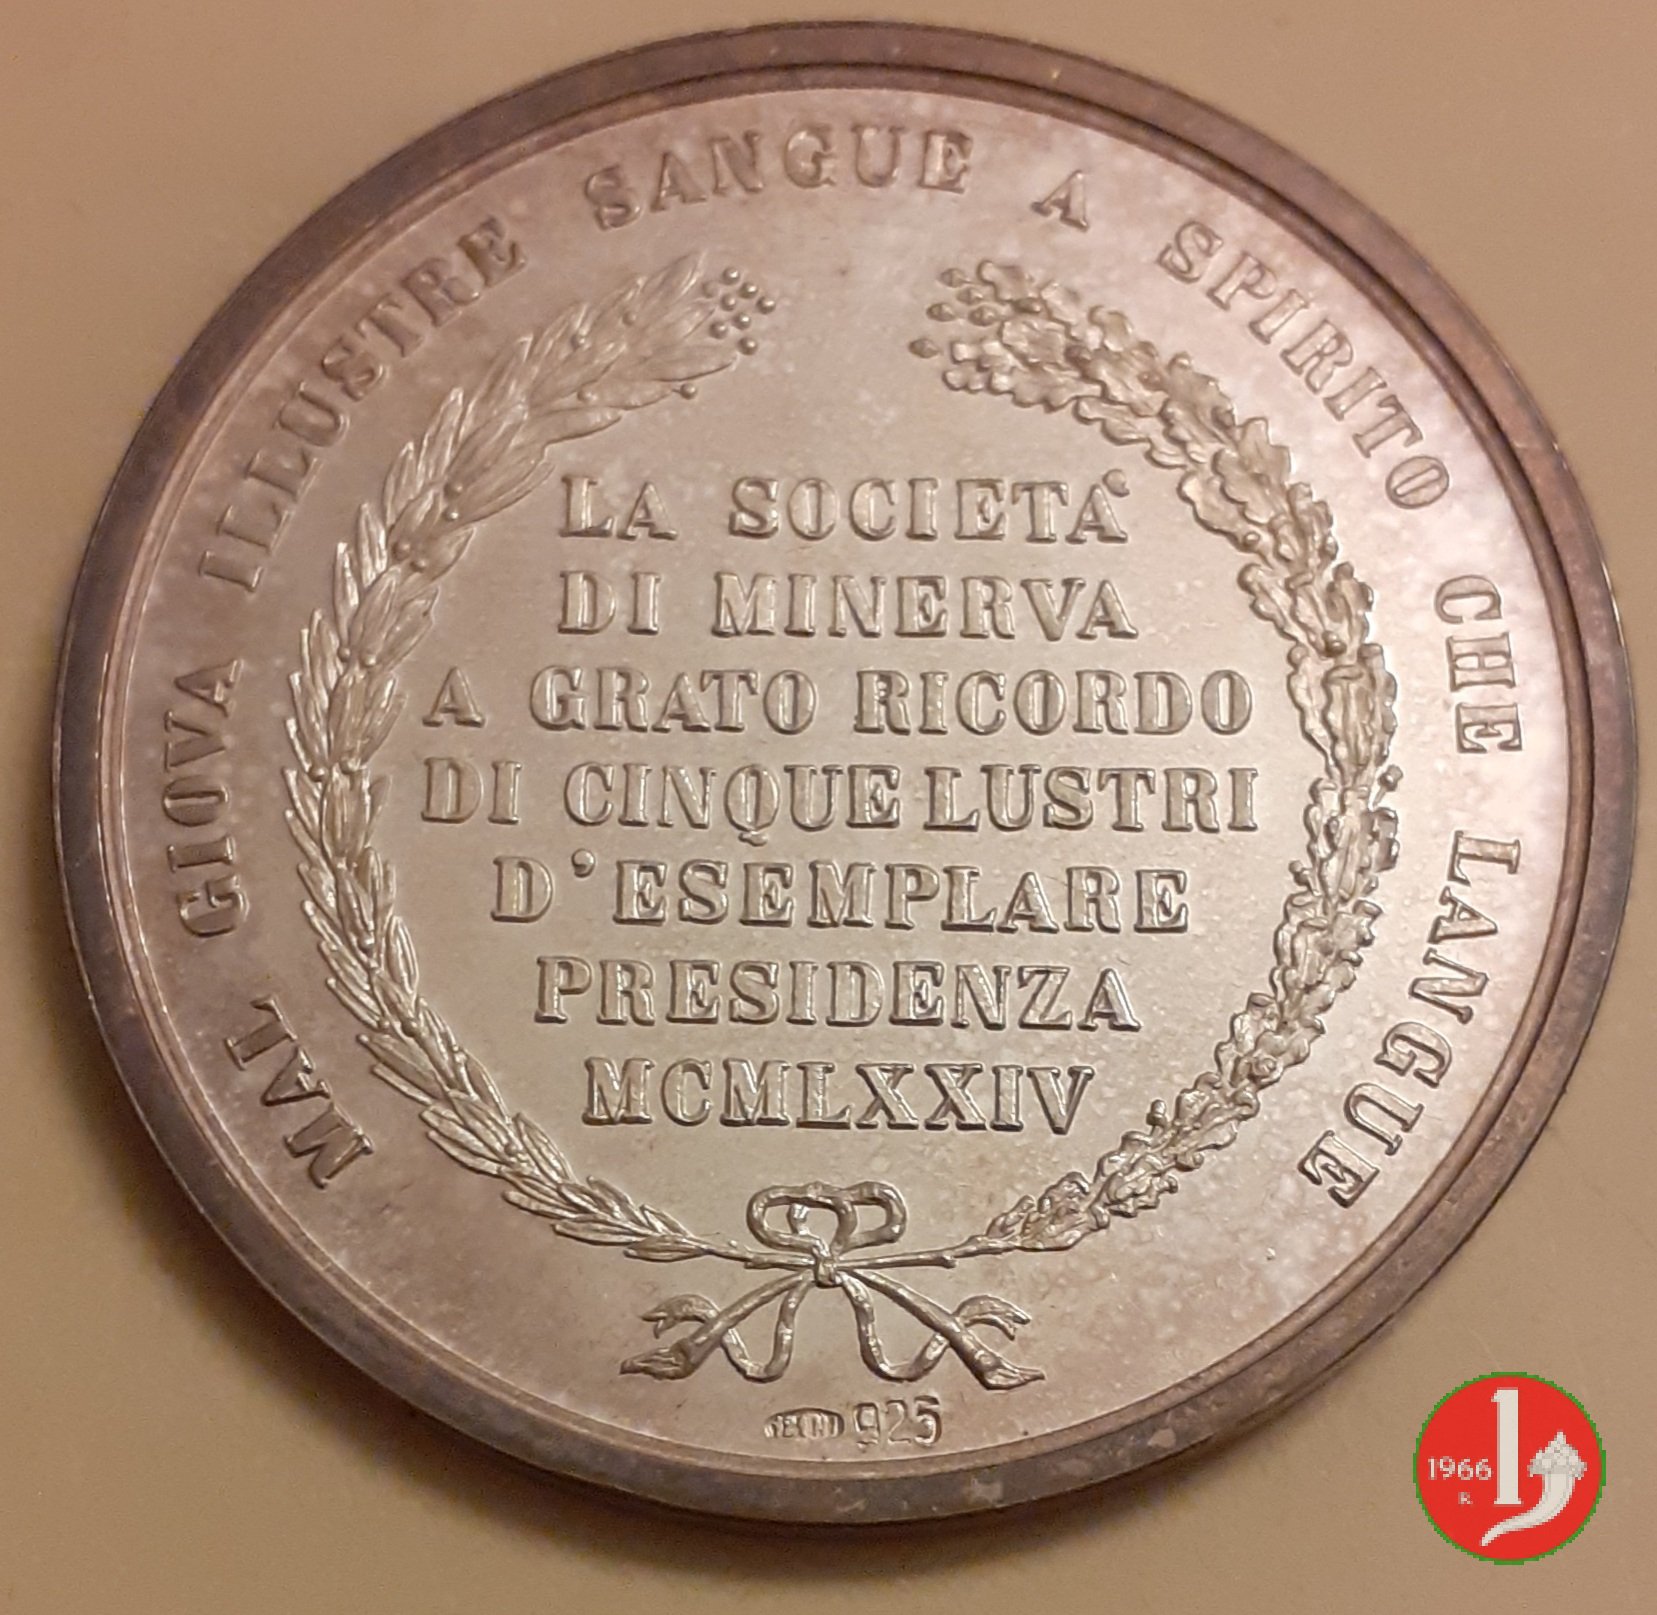 MAL GIOVA ILLUSTRE SANGUE A SPIRITO CHE LANGUE
LA SOCIETÀ
DI MINERVA
A GRATO RICORDO
DI CINQUE LUSTRI
D'ESEMPLARE
PRESIDENZA
MCMLXXIV
925
1966
R